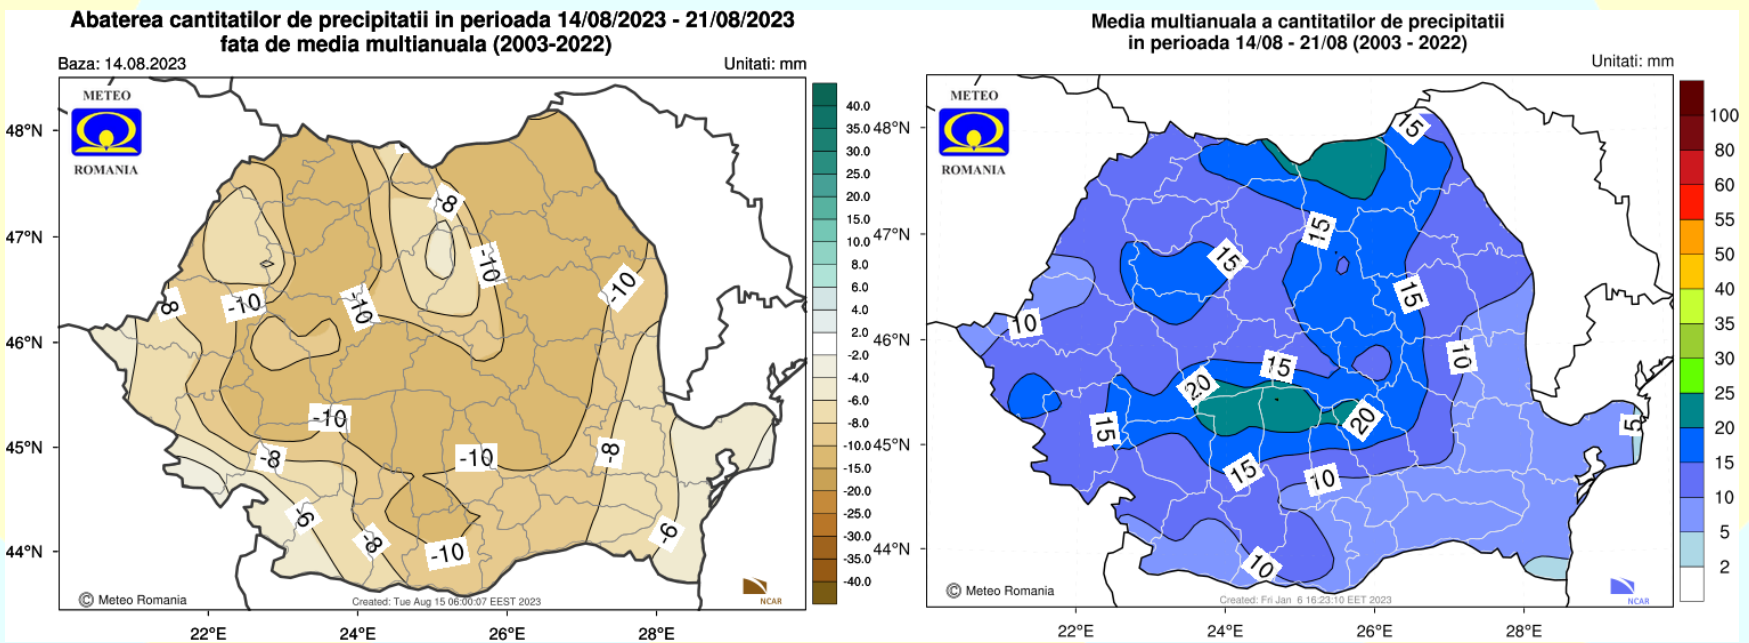 Abaterea cantitatilor de precipitatii in perioada 14/08/2023 - 21/08/2023
fata de media multianuala (2003-2022)
Baza: 14.08.2023
Unitati: mm
METEO
ROMANIA
48°N
47°N
46°N
45°N
44°N
22°E
24°E
26°E
28°E
-8
-10
-8
-10
-10
-10
-10
-8
-10
-8
-6
-8
-10
-6
40.0
35.0
30.0
25.0
20.0
15.0
10.0
8.0
6.0
4.0
2.0
-2.0
-4.0
-6.0
-8.0
-10.0
-15.0
-20.0
-25.0
-30.0
-35.0
-40.0
© Meteo Romania
Created: Tue Aug 15 06:00:07 EEST 2023
NCAR
Media multianuala a cantitatilor de precipitatii
in perioada 14/08 - 21/08 (2003 - 2022)
Unitati: mm
METEO
ROMANIA
48°N
47°N
46°N
45°N
44°N
22°E
24°E
26°E
28°E
15
15
15
15
10
10
15
20
20
15
5
15
10
10
100
80
60
55
50
40
35
30
25
20
15
10
5
2
© Meteo Romania
Created: Fri Jan 6 16:23:10 EET 2023
NCAR